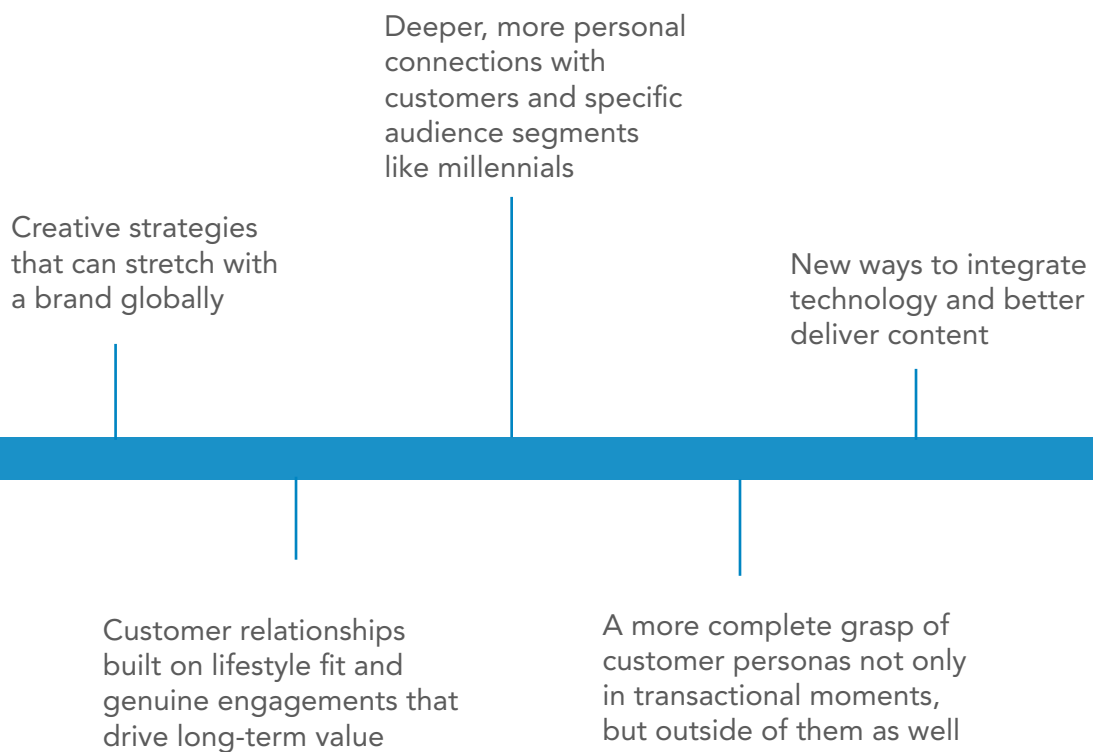 Deeper, more personal
connections with
customers and specific
audience segments
like millennials
Creative strategies
that can stretch with
a brand globally
New ways to integrate
technology and better
deliver content
Customer relationships
built on lifestyle fit and
genuine engagements that
drive long-term value
A more complete grasp of
customer personas not only
in transactional moments,
but outside of them as well